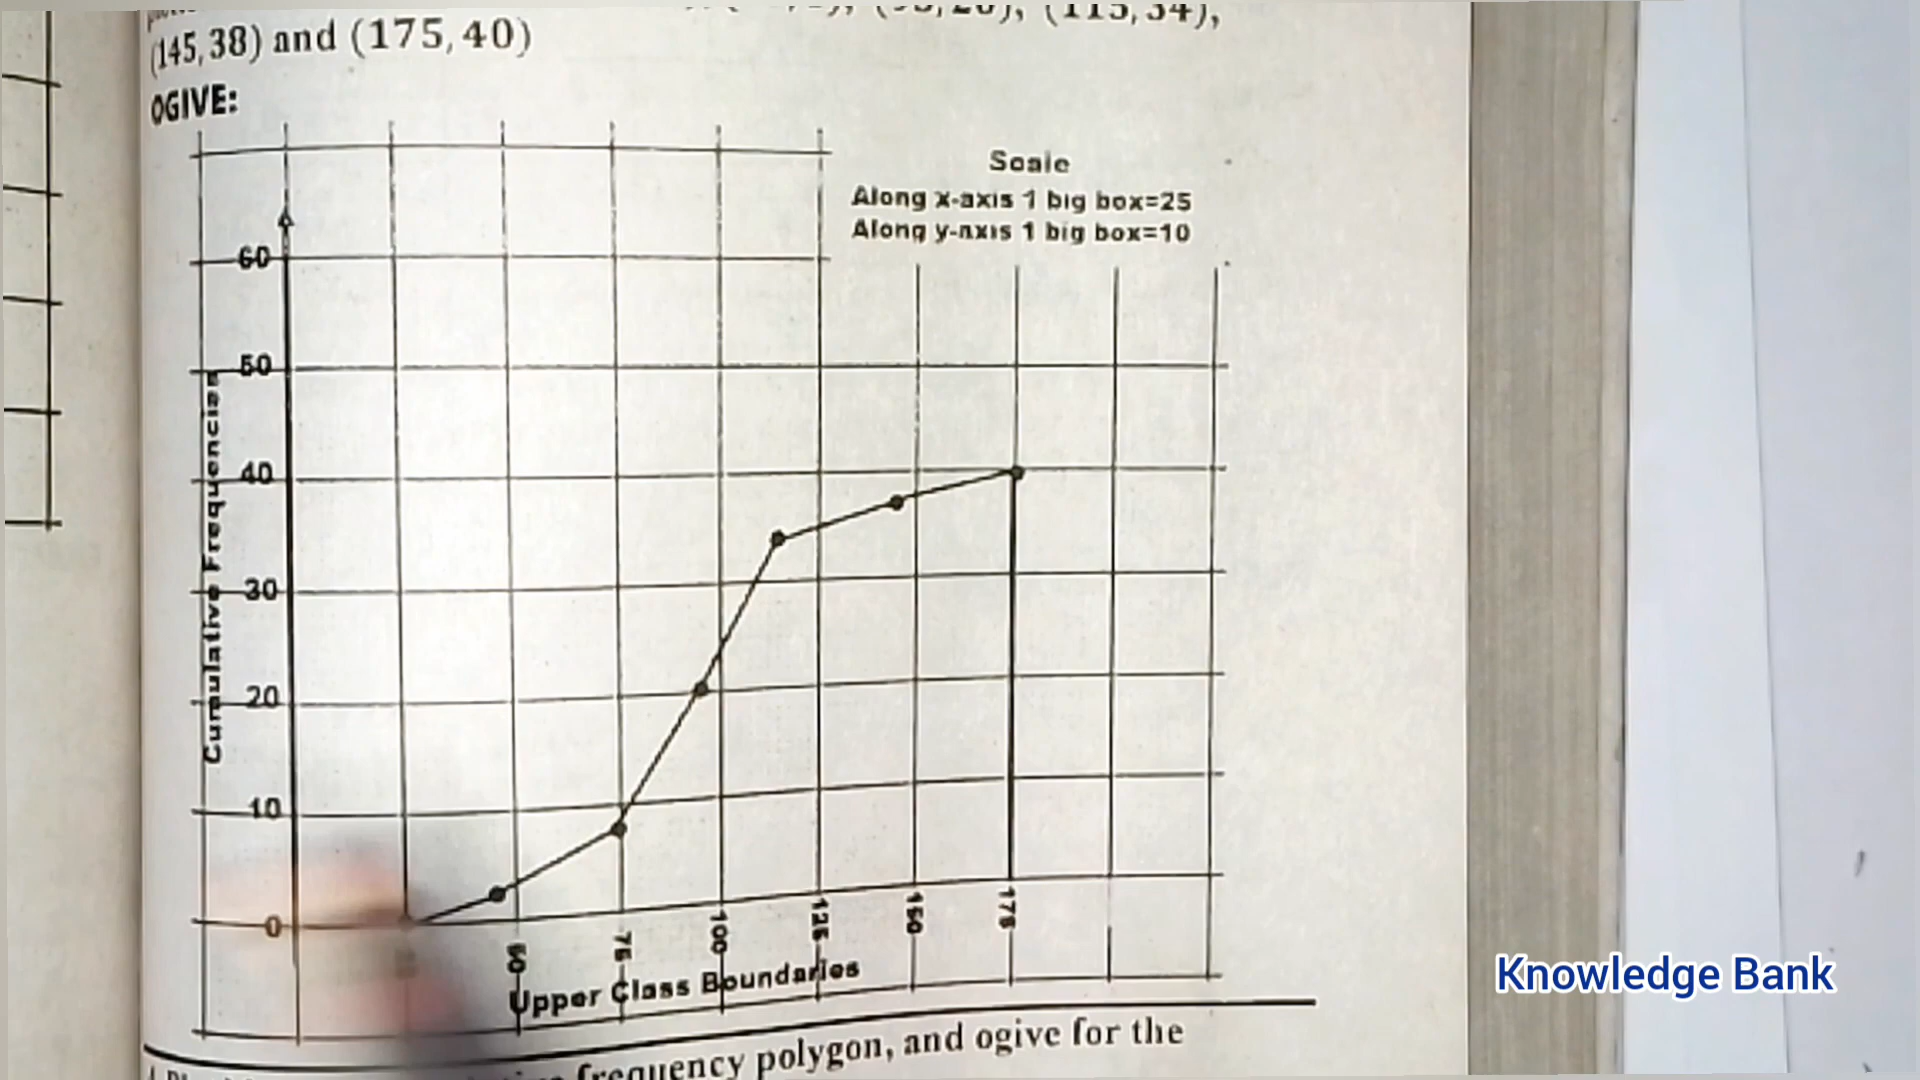 (115, 34),
(145, 38) and (175, 40)
OGIVE:
Scale
Along x-axis 1 big box=25
Along y-axis 1 big box=10
60
50
40
30
20
10
0
Cumulative Frequencies
50
75
100
125
150
175
Upper Class Boundaries
frequency polygon, and ogive for the
Knowledge Bank